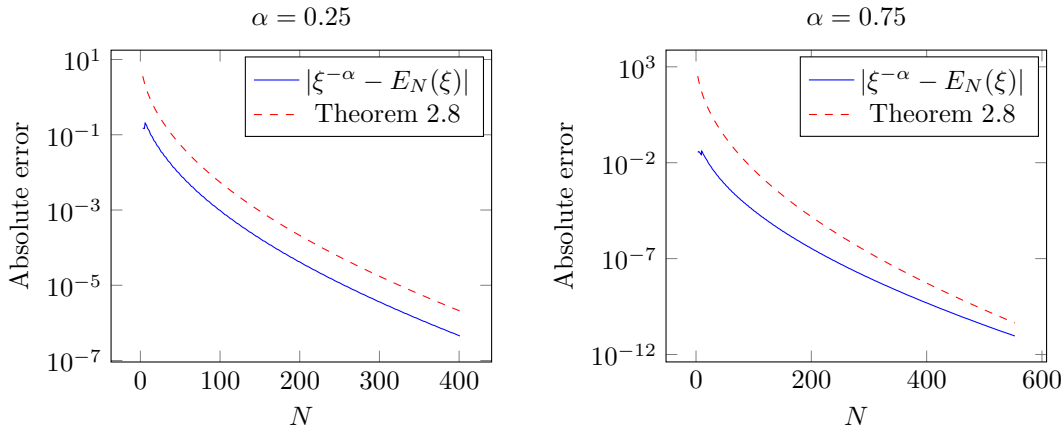 α = 0.25
10^1
10^{-1}
10^{-3}
10^{-5}
10^{-7}
Absolute error
|ξ^{-α} − E_N(ξ)|
Theorem 2.8
0 100 200 300 400
N
α = 0.75
10^3
10^{-2}
10^{-7}
10^{-12}
Absolute error
|ξ^{-α} − E_N(ξ)|
Theorem 2.8
0 200 400 600
N